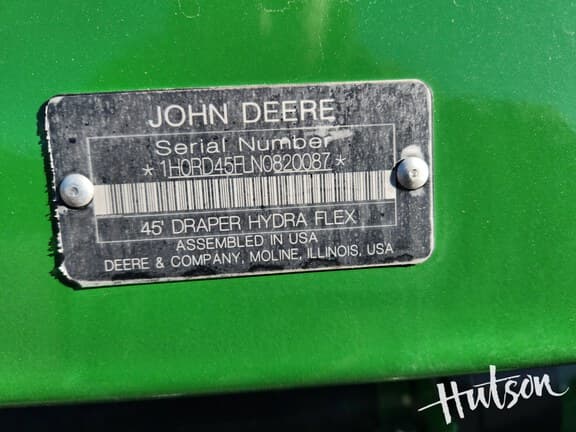 JOHN DEERE
Serial Number
*1H0RD45FLN0820087*
45' DRAPER HYDRA FLEX
ASSEMBLED IN USA
DEERE & COMPANY, MOLINE, ILLINOIS, USA
Hutson